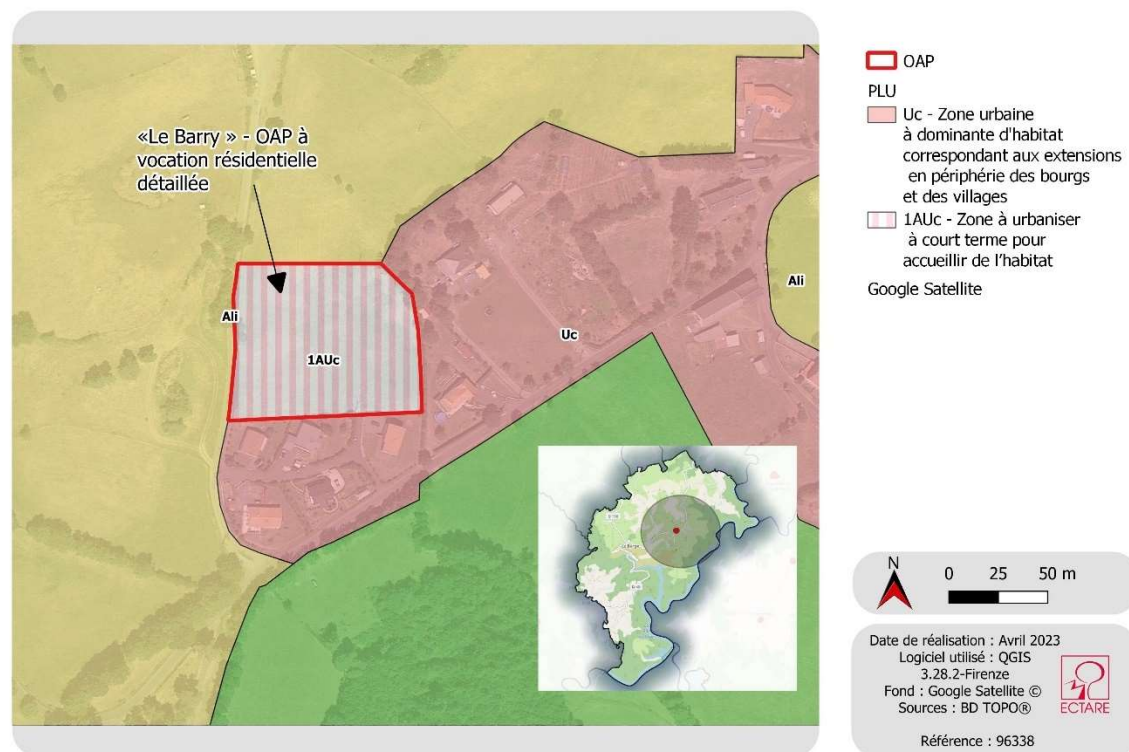 «Le Barry » - OAP à
vocation résidentielle
détaillée
Ali
1AUc
Uc
Ali
OAP
PLU
Uc - Zone urbaine
à dominante d'habitat
correspondant aux extensions
en périphérie des bourgs
et des villages
1AUc - Zone à urbaniser
à court terme pour
accueillir de l'habitat
Google Satellite
N
0 25 50 m
Date de réalisation : Avril 2023
Logiciel utilisé : QGIS
3.28.2-Firenze
Fond : Google Satellite ©
Sources : BD TOPO®
ECTARE
Référence : 96338